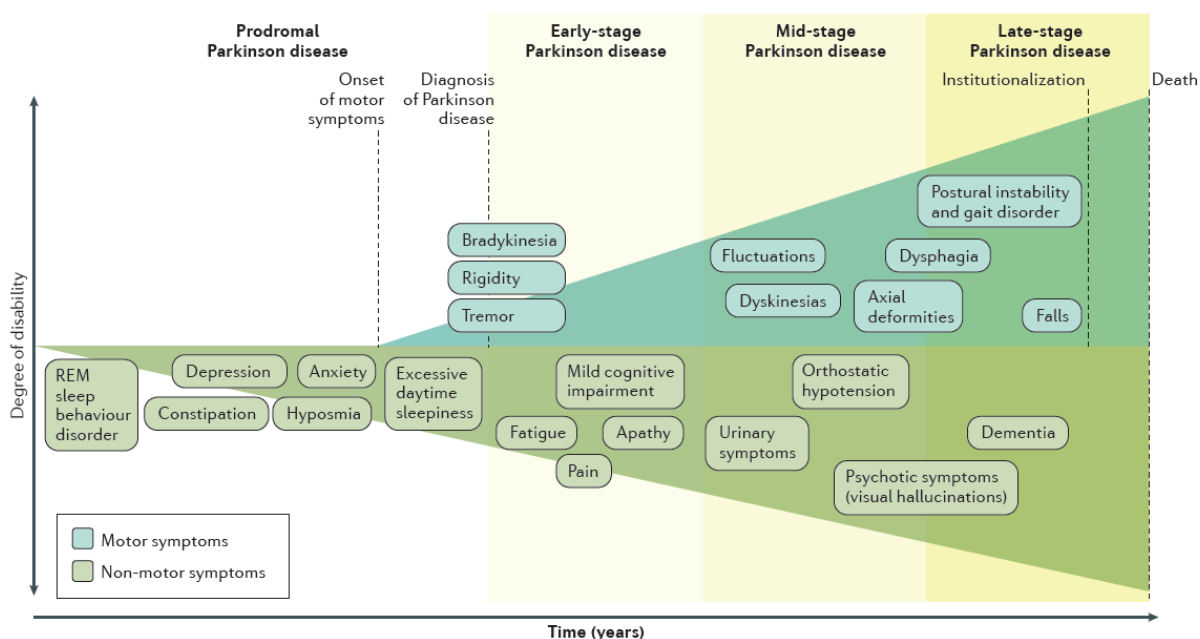 Prodromal
Parkinson disease
Early-stage
Parkinson disease
Mid-stage
Parkinson disease
Late-stage
Parkinson disease
Onset
of motor
symptoms
Diagnosis
of Parkinson
disease
Institutionalization
Death
Degree of disability
Bradykinesia
Rigidity
Tremor
Fluctuations
Dyskinesias
Postural instability
and gait disorder
Dysphagia
Axial
deformities
Falls
REM
sleep
behaviour
disorder
Depression
Anxiety
Constipation
Hyposmia
Excessive
daytime
sleepiness
Mild cognitive
impairment
Fatigue
Apathy
Pain
Orthostatic
hypotension
Urinary
symptoms
Dementia
Psychotic symptoms
(visual hallucinations)
Motor symptoms
Non-motor symptoms
Time (years)